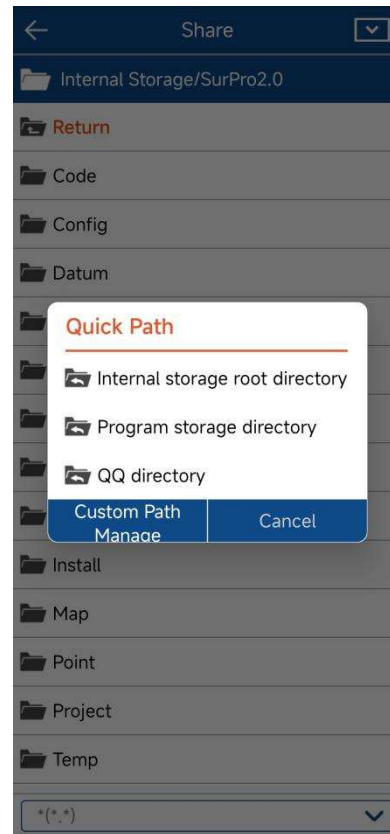 Share
Internal Storage/SurPro2.0
Return
Code
Config
Datum
Quick Path
Internal storage root directory
Program storage directory
QQ directory
Custom Path
Manage
Cancel
Install
Map
Point
Project
Temp
*(*.*)